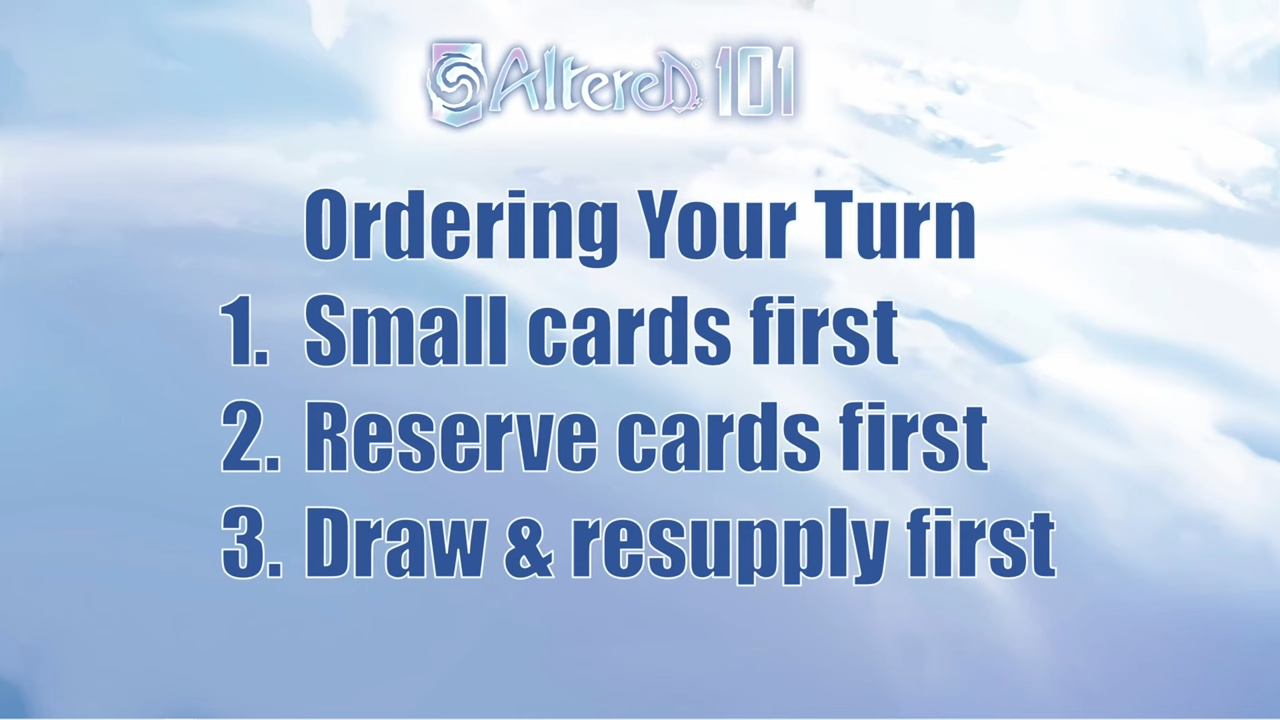 Altered® 101
Ordering Your Turn
1. Small cards first
2. Reserve cards first
3. Draw & resupply first